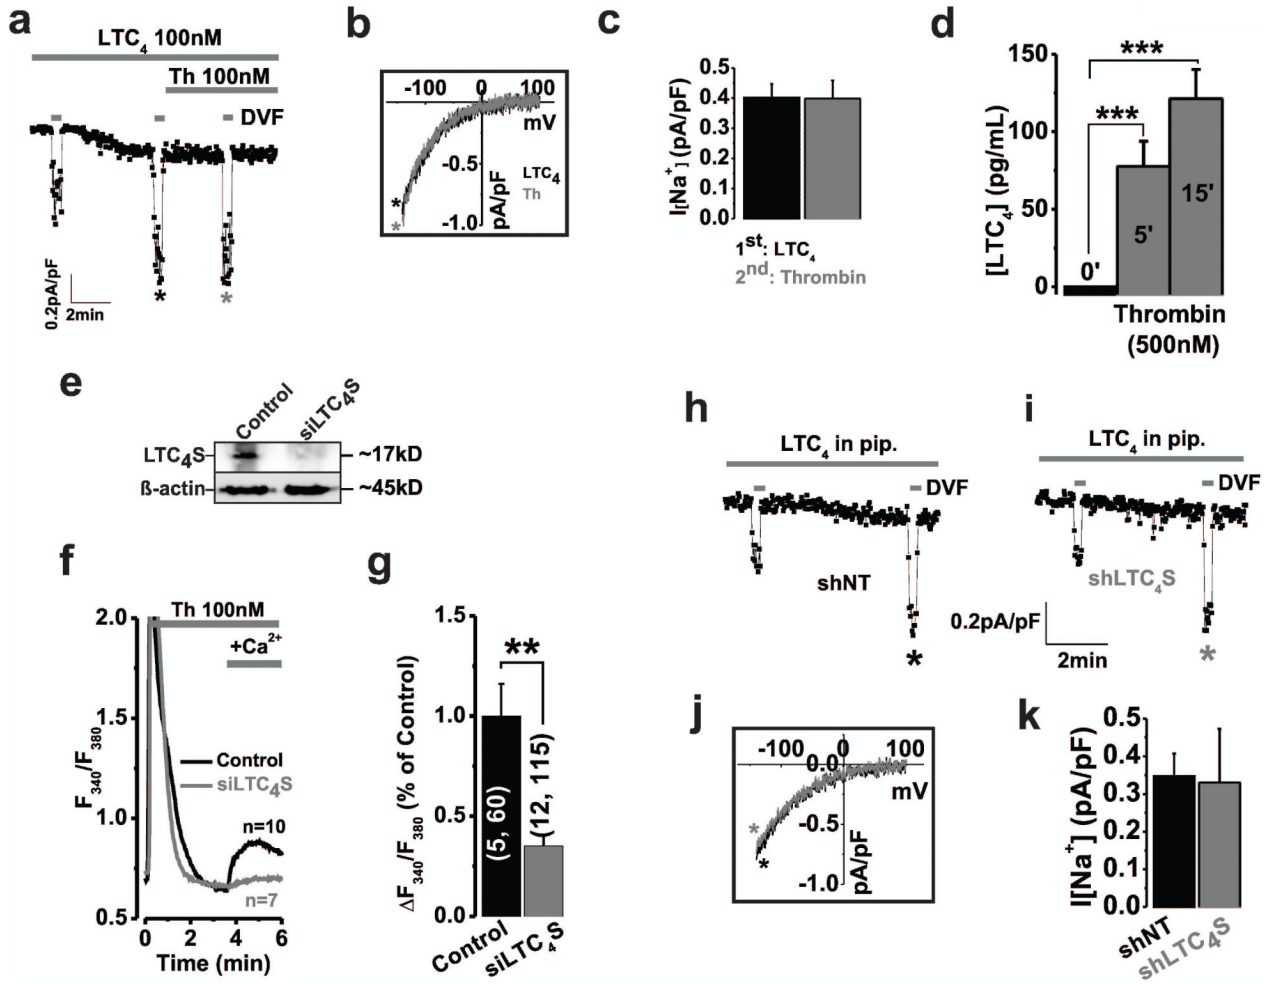 a
LTC4 100nM
Th 100nM
DVF
0.2pA/pF
2min
*
*
b
-100 0 100
mV
-0.5
-1.0
pA/pF
LTC4
Th
*
*
c
I[Na+] (pA/pF)
0.5
0.4
0.3
0.2
0.1
0.0
1st: LTC4
2nd: Thrombin
d
[LTC4] (pg/mL)
150
100
50
0
***
***
0'
5'
15'
Thrombin
(500nM)
e
Control
siLTC4S
LTC4S
~17kD
ß-actin
~45kD
f
Th 100nM
+Ca2+
F340/F380
2.0
1.5
1.0
0.5
Control
siLTC4S
n=10
n=7
0 2 4 6
Time (min)
g
ΔF340/F380 (% of Control)
1.5
1.0
0.5
0.0
**
(5, 60)
(12, 115)
Control
siLTC4S
h
LTC4 in pip.
DVF
shNT
*
i
LTC4 in pip.
DVF
shLTC4S
0.2pA/pF
2min
*
j
-100 0 100
0.0
mV
-0.5
-1.0
pA/pF
*
*
k
I[Na+] (pA/pF)
0.5
0.4
0.3
0.2
0.1
0.0
shNT
shLTC4S